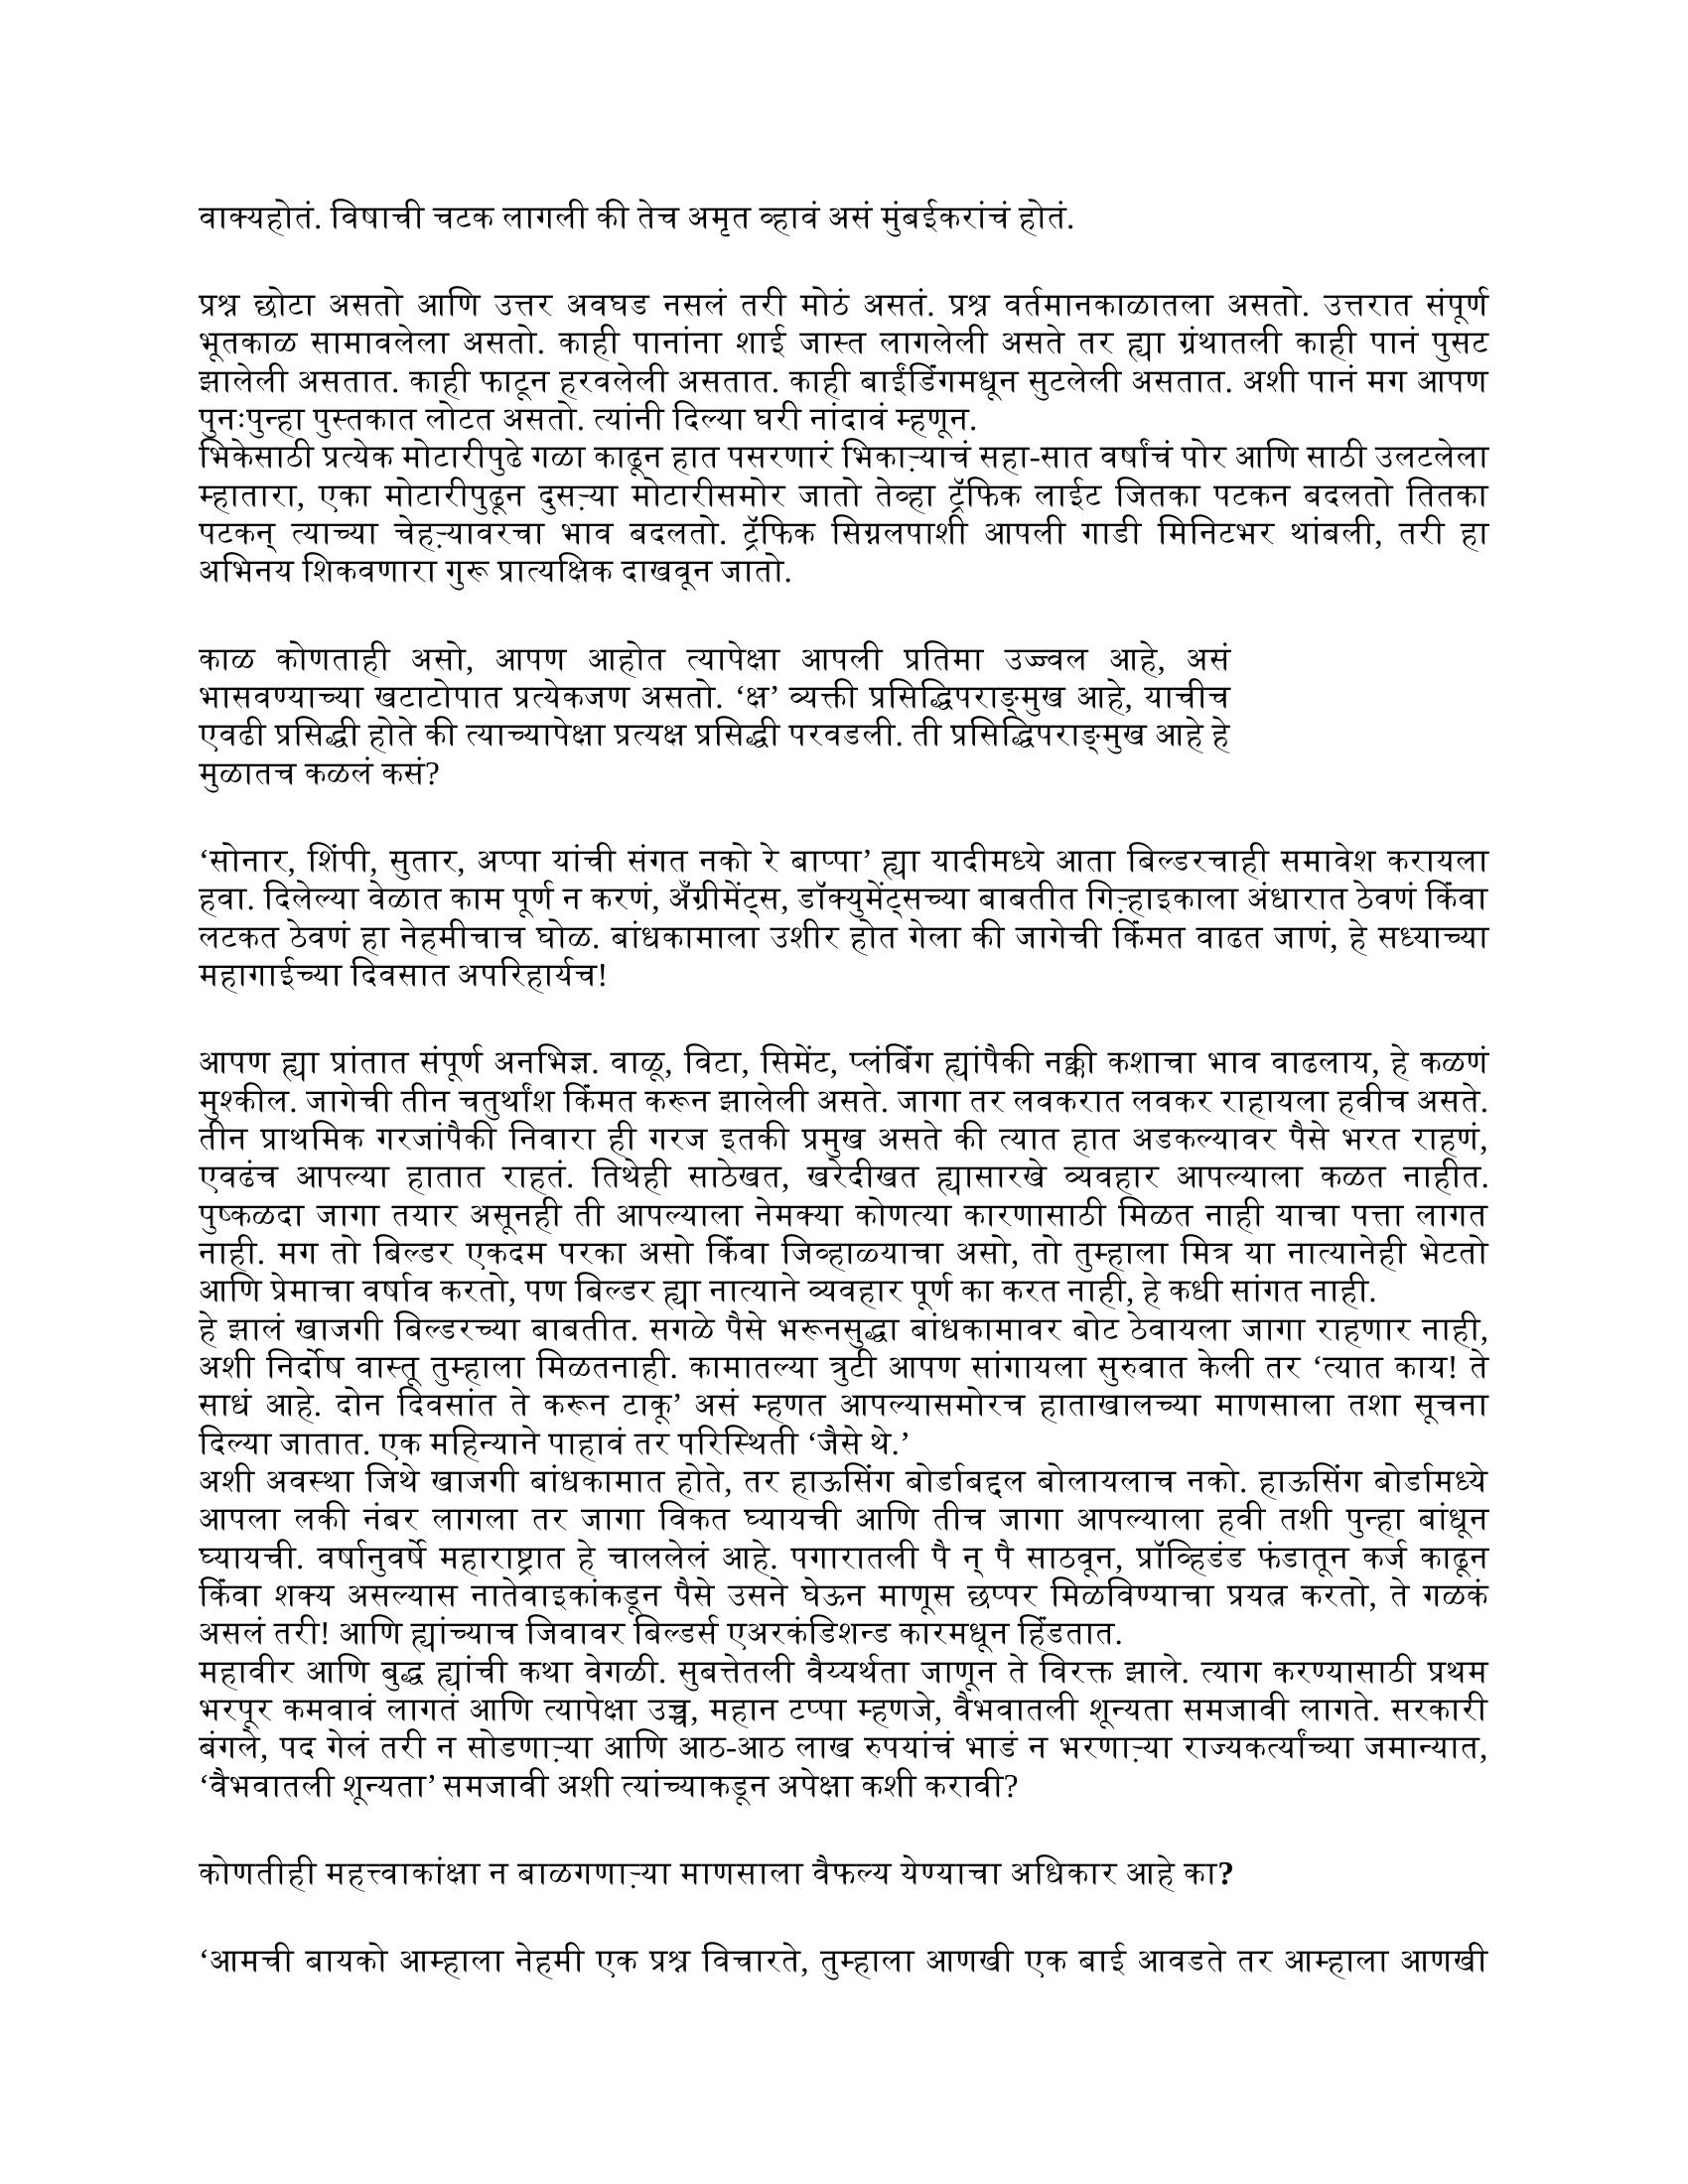 वाक्यहोतं. विषाची चटक लागली की तेच अमृत व्हावं असं मुंबईकरांचं होतं.
प्रश्न छोटा असतो आणि उत्तर अवघड नसलं तरी मोठं असतं. प्रश्न वर्तमानकाळातला असतो. उत्तरात संपूर्ण
भूतकाळ सामावलेला असतो. काही पानांना शाई जास्त लागलेली असते तर ह्या ग्रंथातली काही पानं पुसट
झालेली असतात. काही फाटून हरवलेली असतात. काही बाईंडिंगमधून सुटलेली असतात. अशी पानं मग आपण
पुनःपुन्हा पुस्तकात लोटत असतो. त्यांनी दिल्या घरी नांदावं म्हणून.
भिकेसाठी प्रत्येक मोटारीपुढे गळा काढून हात पसरणारं भिकाऱ्याचं सहा-सात वर्षांचं पोर आणि साठी उलटलेला
म्हातारा, एका मोटारीपुढून दुसऱ्या मोटारीसमोर जातो तेव्हा ट्रॅफिक लाईट जितका पटकन बदलतो तितका
पटकन् त्याच्या चेहऱ्यावरचा भाव बदलतो. ट्रॅफिक सिग्नलपाशी आपली गाडी मिनिटभर थांबली, तरी हा
अभिनय शिकवणारा गुरू प्रात्यक्षिक दाखवून जातो.
काळ कोणताही असो, आपण आहोत त्यापेक्षा आपली प्रतिमा उज्ज्वल आहे, असं
भासवण्याच्या खटाटोपात प्रत्येकजण असतो. ‘क्ष’ व्यक्ती प्रसिद्धिपराङ्मुख आहे, याचीच
एवढी प्रसिद्धी होते की त्याच्यापेक्षा प्रत्यक्ष प्रसिद्धी परवडली. ती प्रसिद्धिपराङ्मुख आहे हे
मुळातच कळलं कसं?
‘सोनार, शिंपी, सुतार, अप्पा यांची संगत नको रे बाप्पा’ ह्या यादीमध्ये आता बिल्डरचाही समावेश करायला
हवा. दिलेल्या वेळात काम पूर्ण न करणं, अँग्रीमेंट्स, डॉक्युमेंट्सच्या बाबतीत गिऱ्हाइकाला अंधारात ठेवणं किंवा
लटकत ठेवणं हा नेहमीचाच घोळ. बांधकामाला उशीर होत गेला की जागेची किंमत वाढत जाणं, हे सध्याच्या
महागाईच्या दिवसात अपरिहार्यच!
आपण ह्या प्रांतात संपूर्ण अनभिज्ञ. वाळू, विटा, सिमेंट, प्लंबिंग ह्यांपैकी नक्की कशाचा भाव वाढलाय, हे कळणं
मुश्कील. जागेची तीन चतुर्थांश किंमत करून झालेली असते. जागा तर लवकरात लवकर राहायला हवीच असते.
तीन प्राथमिक गरजांपैकी निवारा ही गरज इतकी प्रमुख असते की त्यात हात अडकल्यावर पैसे भरत राहणं,
एवढंच आपल्या हातात राहतं. तिथेही साठेखत, खरेदीखत ह्यासारखे व्यवहार आपल्याला कळत नाहीत.
पुष्कळदा जागा तयार असूनही ती आपल्याला नेमक्या कोणत्या कारणासाठी मिळत नाही याचा पत्ता लागत
नाही. मग तो बिल्डर एकदम परका असो किंवा जिव्हाळ्याचा असो, तो तुम्हाला मित्र या नात्यानेही भेटतो
आणि प्रेमाचा वर्षाव करतो, पण बिल्डर ह्या नात्याने व्यवहार पूर्ण का करत नाही, हे कधी सांगत नाही.
हे झालं खाजगी बिल्डरच्या बाबतीत. सगळे पैसे भरूनसुद्धा बांधकामावर बोट ठेवायला जागा राहणार नाही,
अशी निर्दोष वास्तू तुम्हाला मिळतनाही. कामातल्या त्रुटी आपण सांगायला सुरुवात केली तर ‘त्यात काय! ते
साधं आहे. दोन दिवसांत ते करून टाकू’ असं म्हणत आपल्यासमोरच हाताखालच्या माणसाला तशा सूचना
दिल्या जातात. एक महिन्याने पाहावं तर परिस्थिती ‘जैसे थे.’
अशी अवस्था जिथे खाजगी बांधकामात होते, तर हाऊसिंग बोर्डाबद्दल बोलायलाच नको. हाऊसिंग बोर्डामध्ये
आपला लकी नंबर लागला तर जागा विकत घ्यायची आणि तीच जागा आपल्याला हवी तशी पुन्हा बांधून
घ्यायची. वर्षानुवर्षे महाराष्ट्रात हे चाललेलं आहे. पगारातली पै न् पै साठवून, प्रॉव्हिडंड फंडातून कर्ज काढून
किंवा शक्य असल्यास नातेवाइकांकडून पैसे उसने घेऊन माणूस छप्पर मिळविण्याचा प्रयत्न करतो, ते गळकं
असलं तरी! आणि ह्यांच्याच जिवावर बिल्डर्स एअरकंडिशन्ड कारमधून हिंडतात.
महावीर आणि बुद्ध ह्यांची कथा वेगळी. सुबत्तेतली वैय्यर्थता जाणून ते विरक्त झाले. त्याग करण्यासाठी प्रथम
भरपूर कमवावं लागतं आणि त्यापेक्षा उच्च, महान टप्पा म्हणजे, वैभवातली शून्यता समजावी लागते. सरकारी
बंगले, पद गेलं तरी न सोडणाऱ्या आणि आठ-आठ लाख रुपयांचं भाडं न भरणाऱ्या राज्यकर्त्यांच्या जमान्यात,
‘वैभवातली शून्यता’ समजावी अशी त्यांच्याकडून अपेक्षा कशी करावी?
कोणतीही महत्त्वाकांक्षा न बाळगणाऱ्या माणसाला वैफल्य येण्याचा अधिकार आहे का?
‘आमची बायको आम्हाला नेहमी एक प्रश्न विचारते, तुम्हाला आणखी एक बाई आवडते तर आम्हाला आणखी